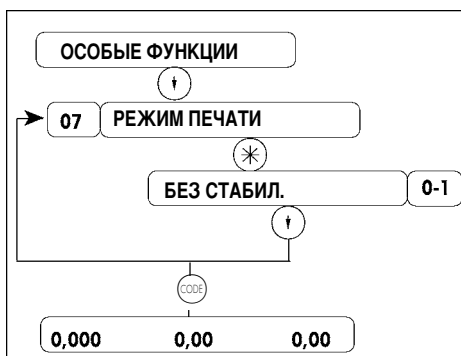 ОСОБЫЕ ФУНКЦИИ
07 РЕЖИМ ПЕЧАТИ
БЕЗ СТАБИЛ. 0-1
CODE
0,000 0,00 0,00